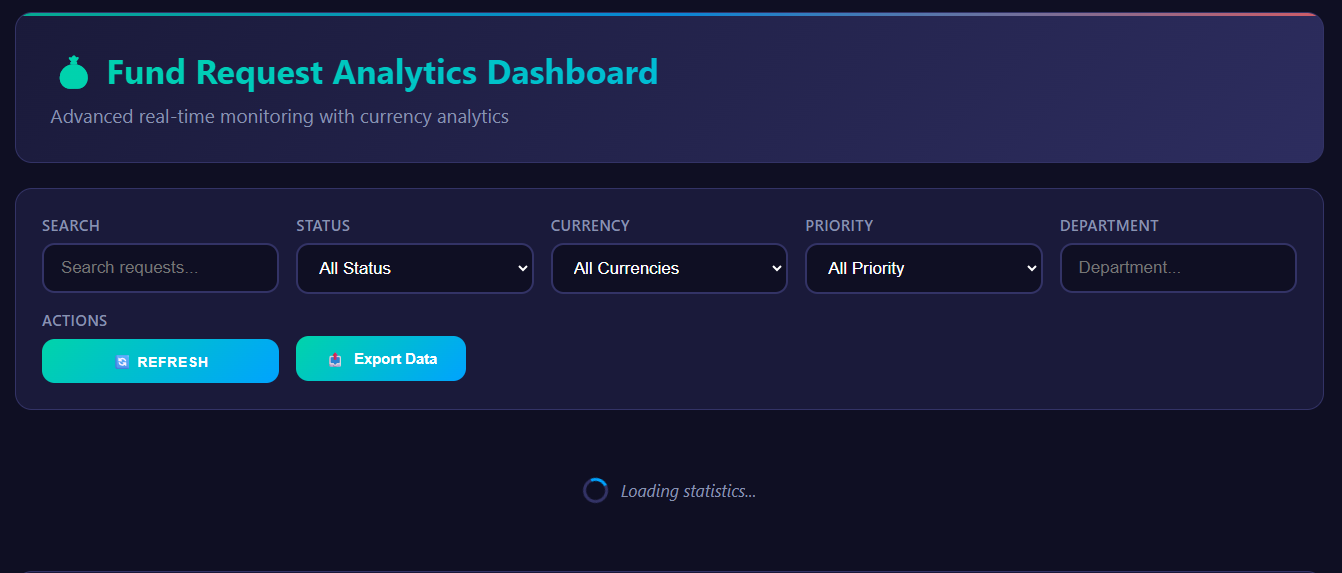 Fund Request Analytics Dashboard
Advanced real-time monitoring with currency analytics
SEARCH STATUS CURRENCY PRIORITY DEPARTMENT
Search requests... All Status All Currencies All Priority Department...
ACTIONS
REFRESH Export Data
Loading statistics...